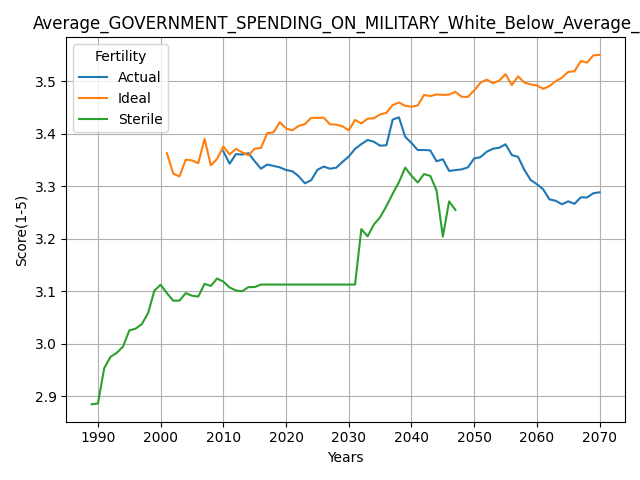 Average_GOVERNMENT_SPENDING_ON_MILITARY_White_Below_Average_
Fertility
Actual
Ideal
Sterile
Score(1-5)
3.5
3.4
3.3
3.2
3.1
3.0
2.9
1990 2000 2010 2020 2030 2040 2050 2060 2070
Years